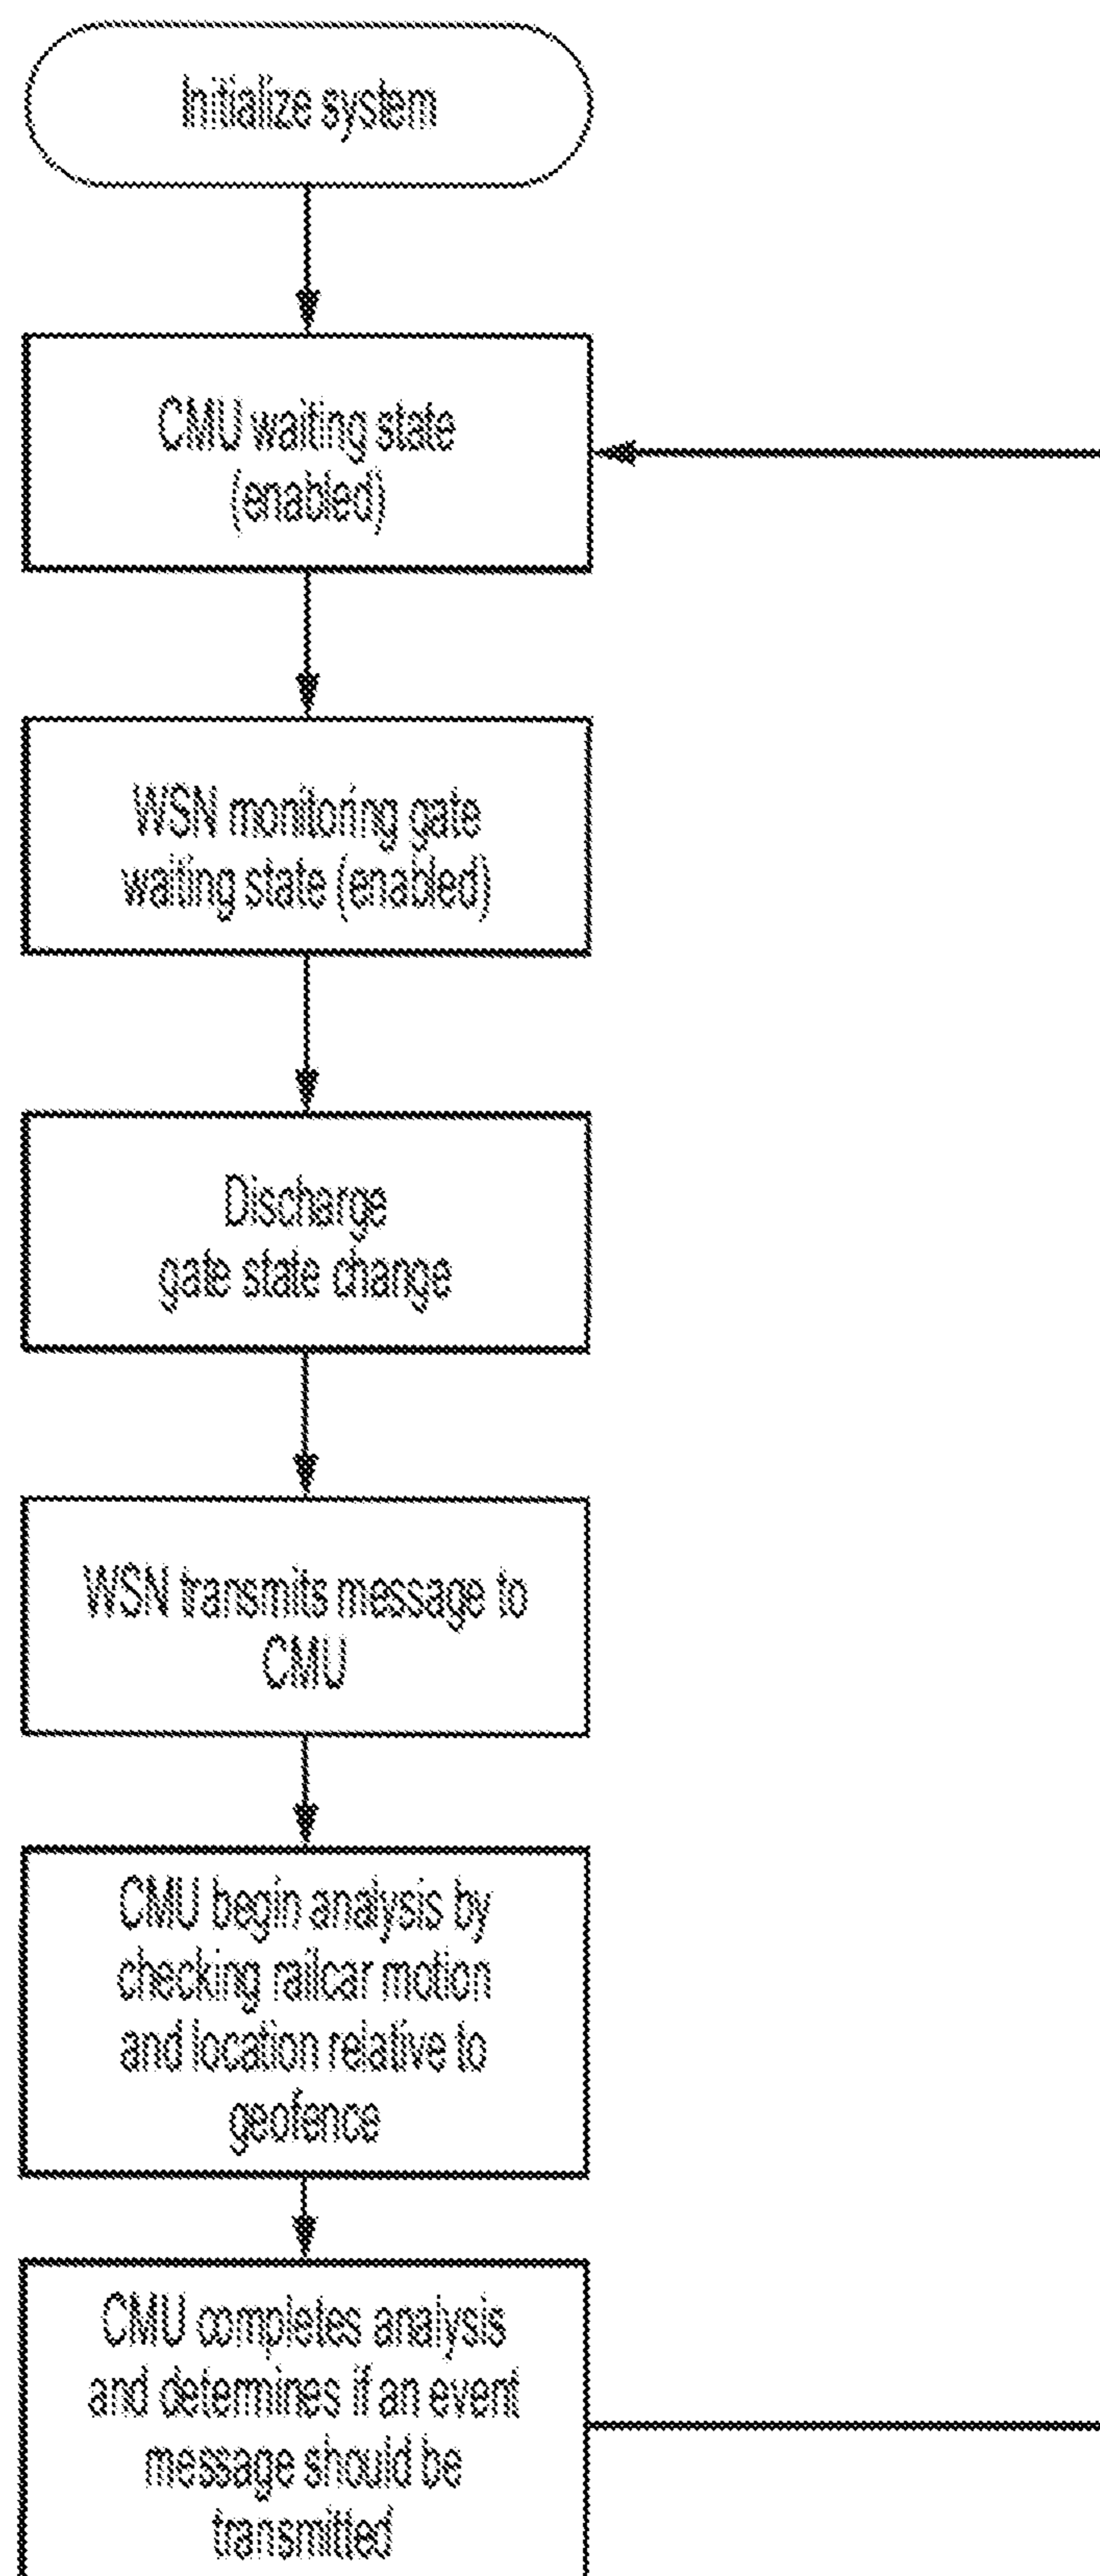 Initialize system
CMU waiting state
(enabled)
WSN monitoring gate
waiting state (enabled)
Discharge
gate state change
WSN transmits message to
CMU
CMU begin analysis by
checking railcar motion
and location relative to
geofence
CMU completes analysis
and determines if an event
message should be
transmitted